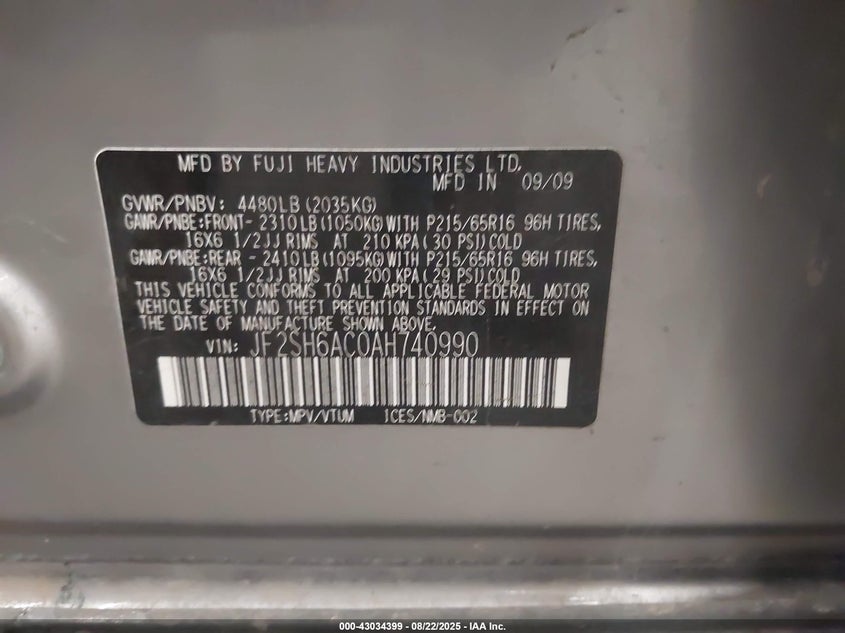 MFD BY FUJI HEAVY INDUSTRIES LTD.
MFD IN 09/09
GVWR/PNBV: 4480LB(2035KG)
GAWR/PNBE:FRONT- 2310LB(1050KG)WITH P215/65R16 96H TIRES,
16X6 1/2JJ RIMS AT 210 KPA(30 PSI)COLD
GAWR/PNBE:REAR - 2410LB(1095KG)WITH P215/65R16 96H TIRES,
16X6 1/2JJ RIMS AT 200 KPA(29 PSI)COLD
THIS VEHICLE CONFORMS TO ALL APPLICABLE FEDERAL MOTOR
VEHICLE SAFETY AND THEFT PREVENTION STANDARDS IN EFFECT ON
THE DATE OF MANUFACTURE SHOWN ABOVE.
VIN: JF2SH6AC0AH740990
TYPE:MPV/VTUM ICES/NMB-002
000-43034399 - 08/22/2025 - IAA Inc.